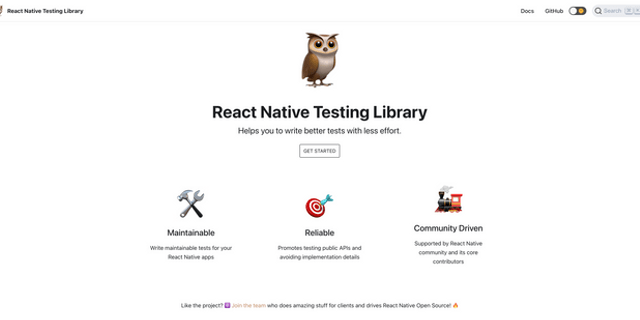 React Native Testing Library
Docs
GitHub
Search
React Native Testing Library
Helps you to write better tests with less effort.
GET STARTED
Maintainable
Write maintainable tests for your
React Native apps
Reliable
Promotes testing public APIs and
avoiding implementation details
Community Driven
Supported by React Native
community and its core
contributors
Like the project? ⚛️ Join the team who does amazing stuff for clients and drives React Native Open Source! 🔥